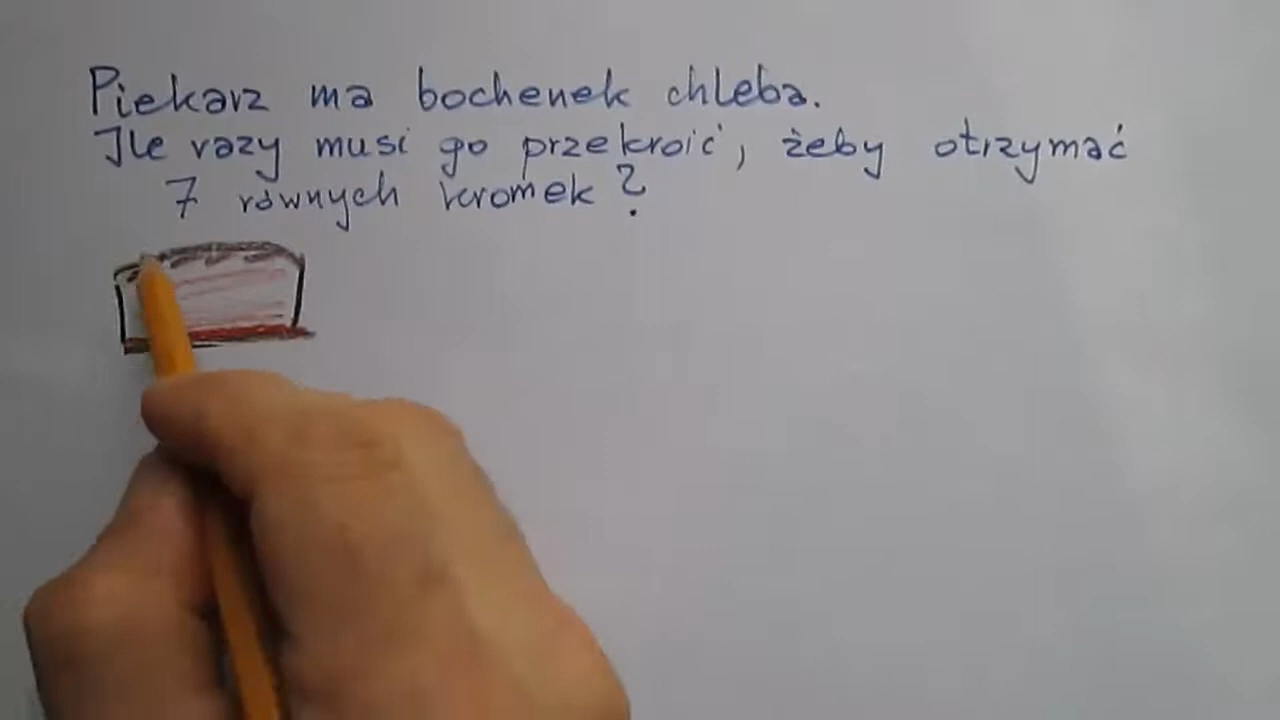 Piekarz ma bochenek chleba.
Ile razy musi go przekroić, żeby otrzymać
7 równych kromek?